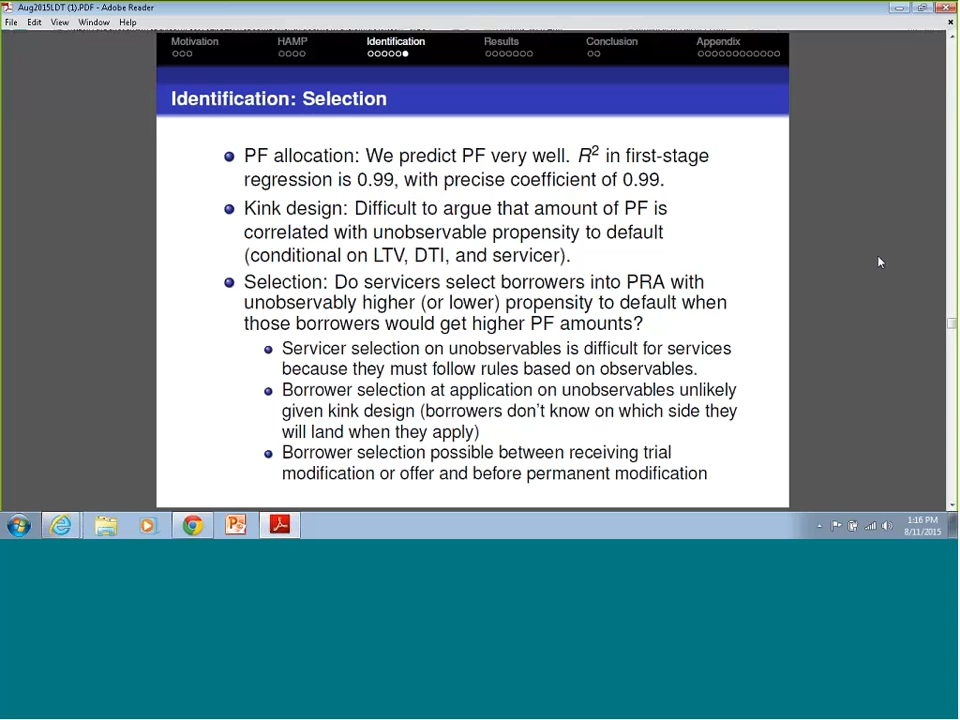 Aug2015LDT (1).PDF - Adobe Reader
File Edit View Window Help
Motivation HAMP Identification Results Conclusion Appendix
Identification: Selection
PF allocation: We predict PF very well. R² in first-stage
regression is 0.99, with precise coefficient of 0.99.
Kink design: Difficult to argue that amount of PF is
correlated with unobservable propensity to default
(conditional on LTV, DTI, and servicer).
Selection: Do servicers select borrowers into PRA with
unobservably higher (or lower) propensity to default when
those borrowers would get higher PF amounts?
Servicer selection on unobservables is difficult for services
because they must follow rules based on observables.
Borrower selection at application on unobservables unlikely
given kink design (borrowers don't know on which side they
will land when they apply)
Borrower selection possible between receiving trial
modification or offer and before permanent modification
1:16 PM
8/11/2015